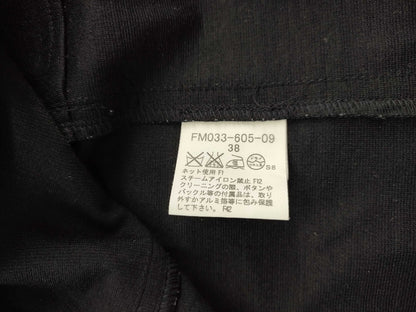 FM033-605-09
38
ネット使用 F1
スチームアイロン禁止 F12
クリーニングの際、ボタンや
バックル等の付属品は、取り
外すかアルミ箔等に包み保護
して下さい。 F42